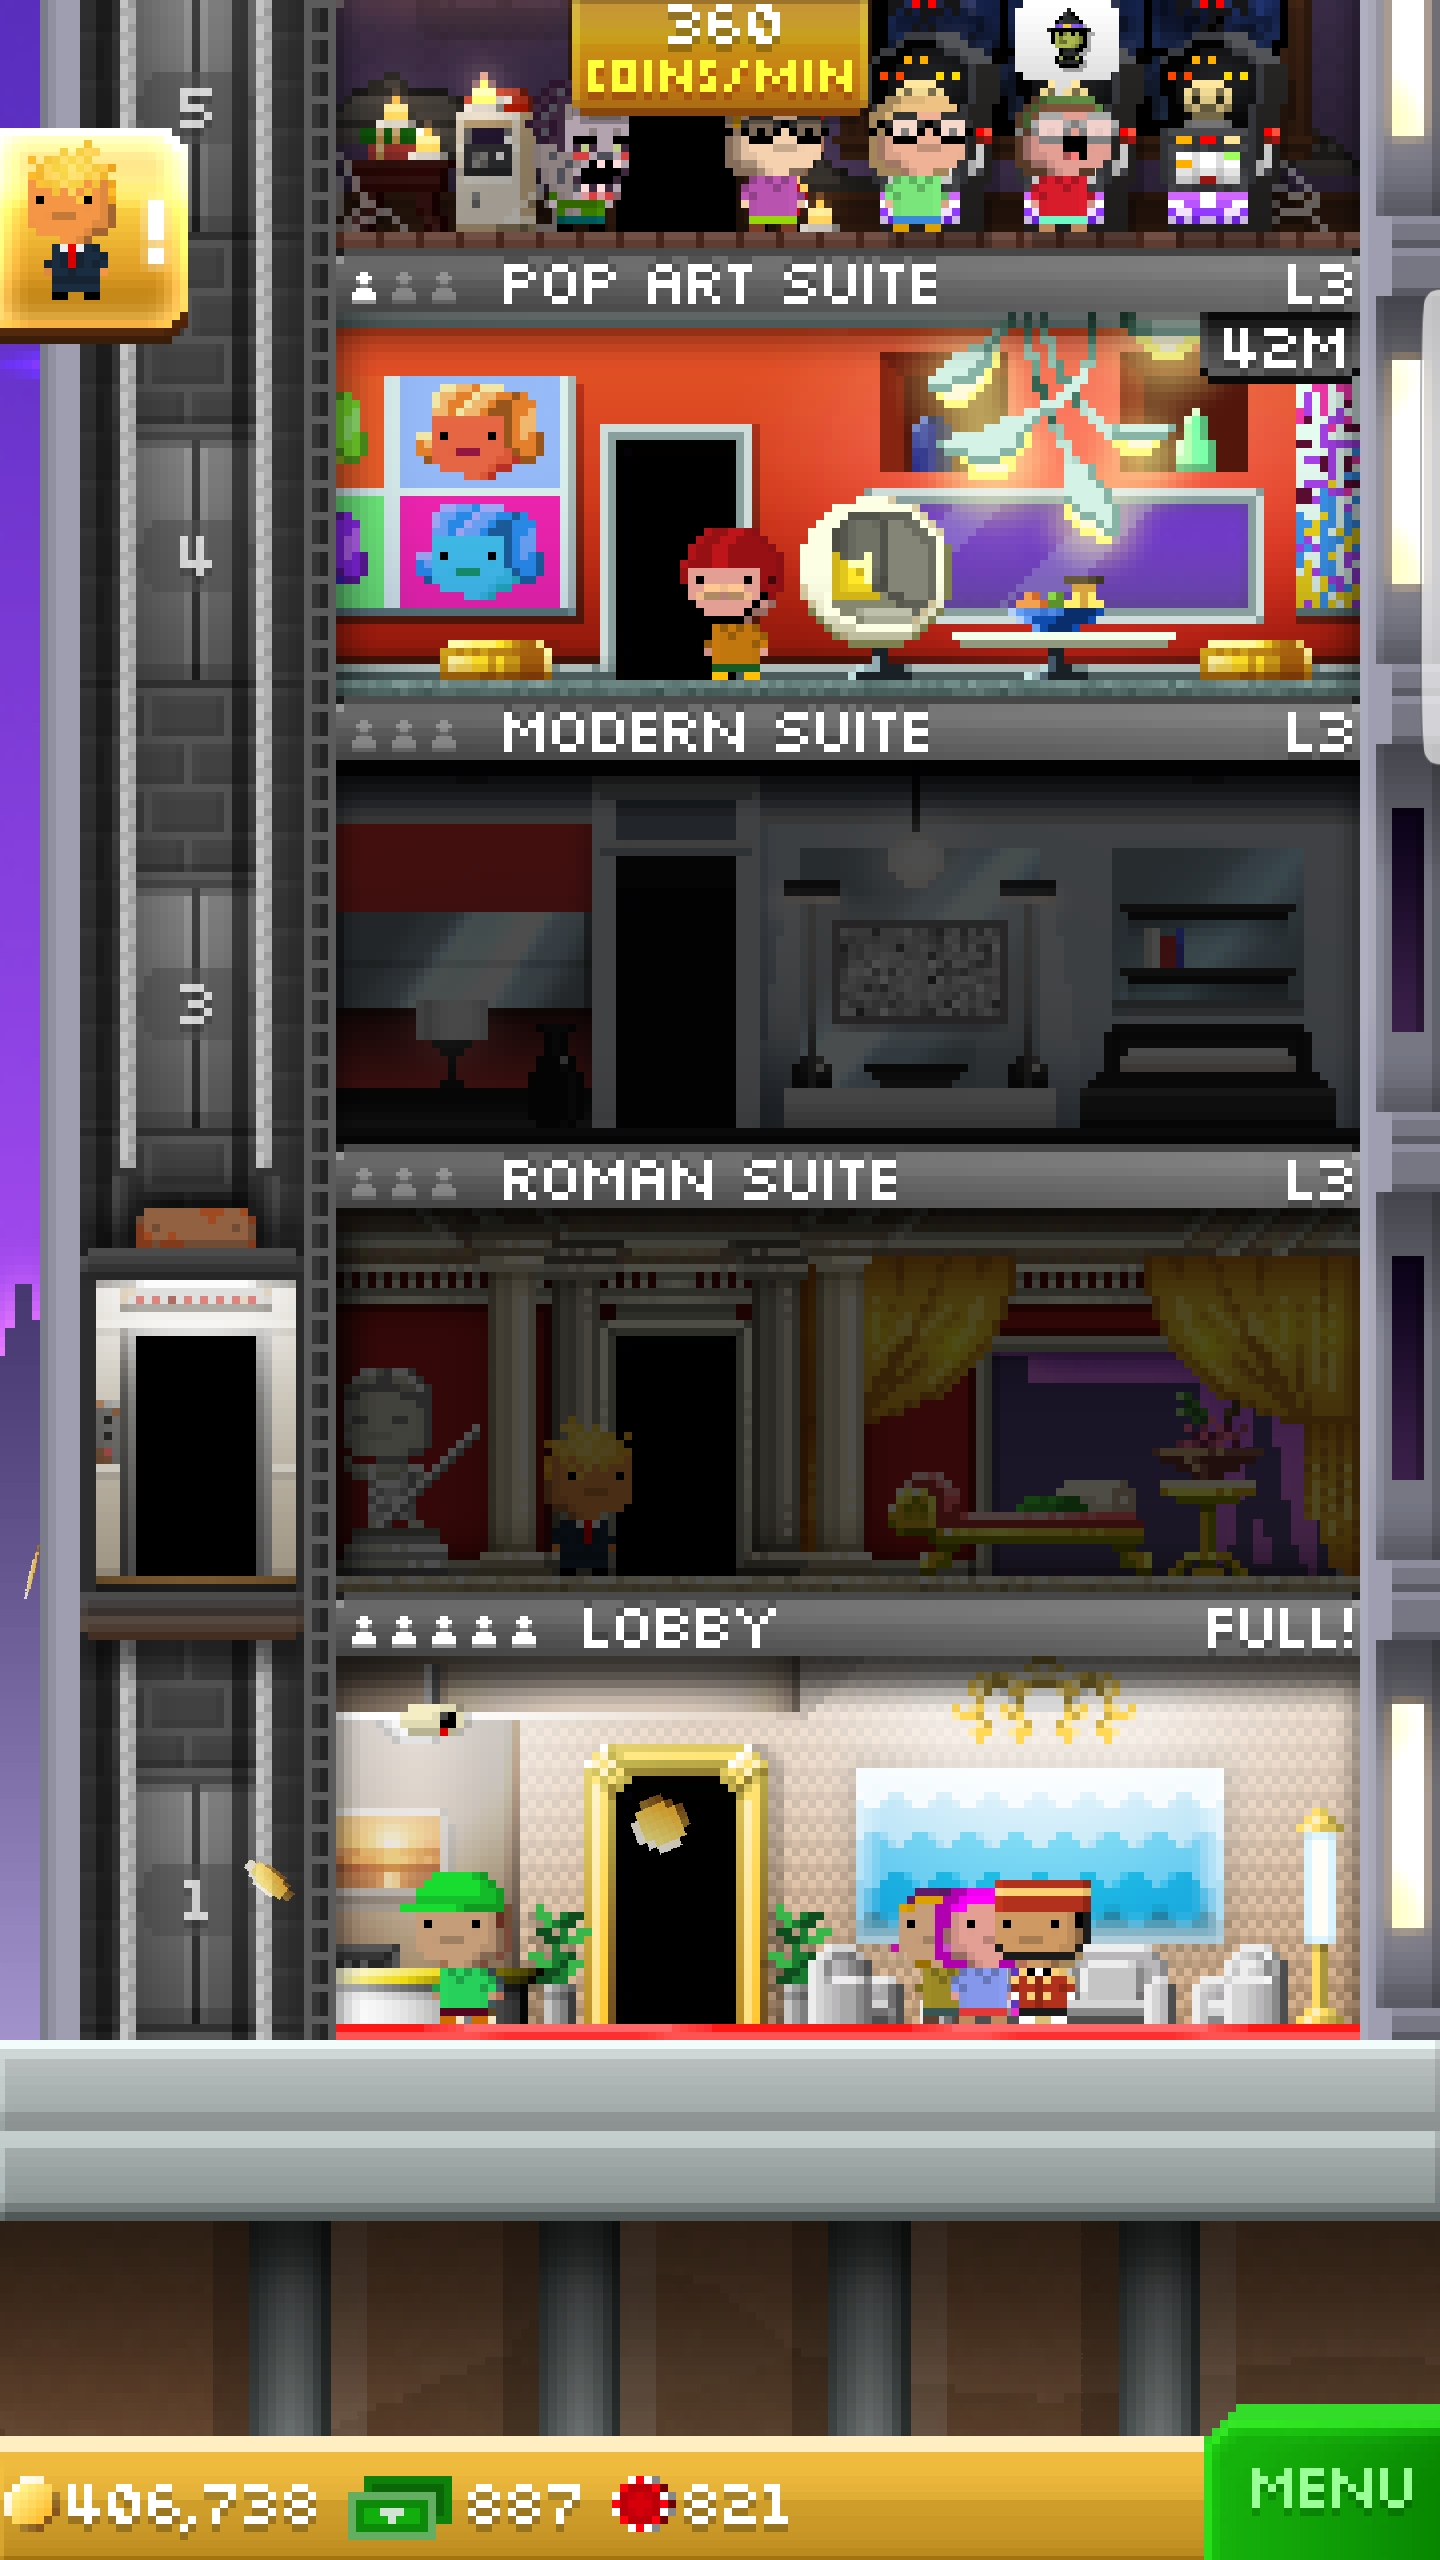 360
COINS/MIN
5
!
POP ART SUITE L3
42M
4
MODERN SUITE L3
3
ROMAN SUITE L3
LOBBY FULL!
1
406,738 887 821
MENU